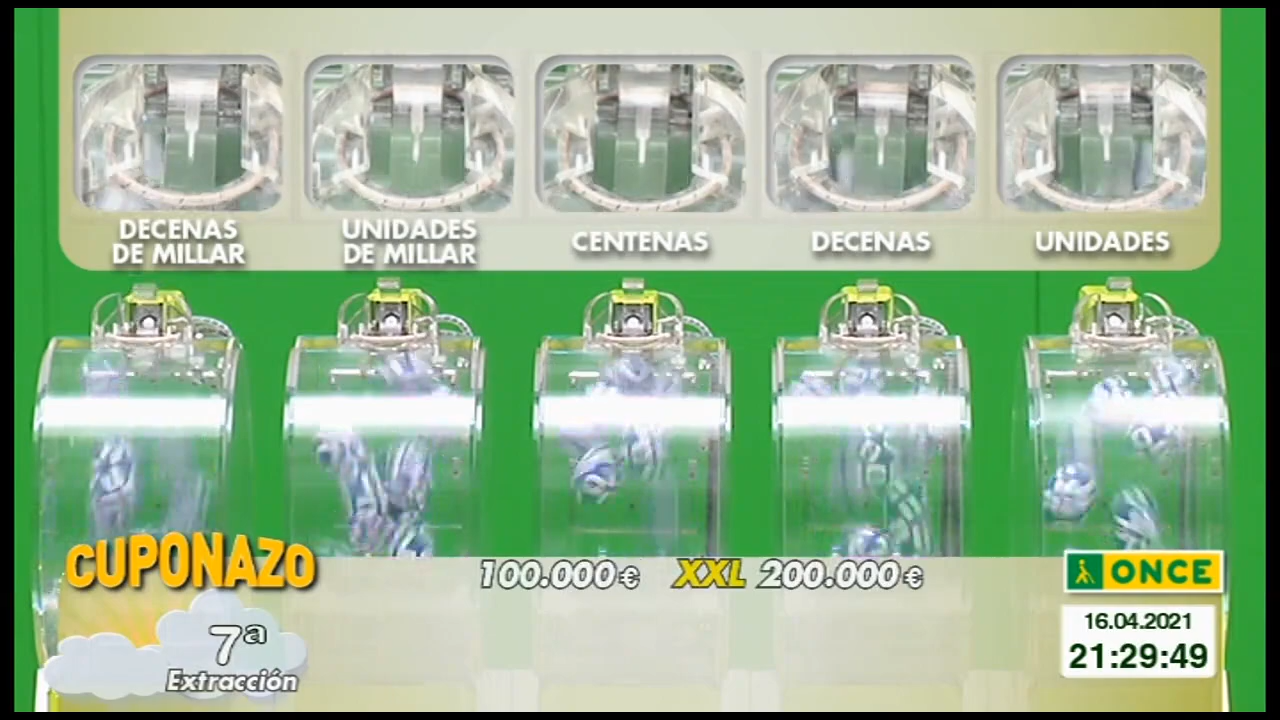 DECENAS
DE MILLAR
UNIDADES
DE MILLAR
CENTENAS
DECENAS
UNIDADES
CUPONAZO
100.000€ XXL 200.000€
ONCE
7ª
Extracción
16.04.2021
21:29:49